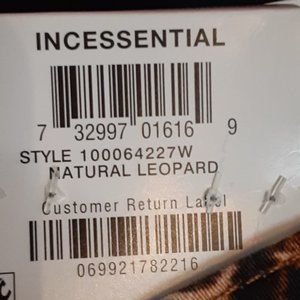 INCESSENTIAL
7 32997 01616 9
STYLE 100064227W
NATURAL LEOPARD
Customer Return Label
069921782216